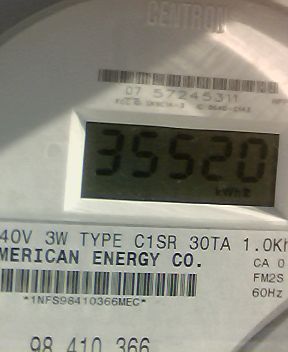 CENTRON
07 57245311
35520
kWh
40V 3W TYPE C1SR 30TA 1.0Kh
MERICAN ENERGY CO.
CA 0
FM2S
60Hz
*1NFS98410366MEC*
98 410 366